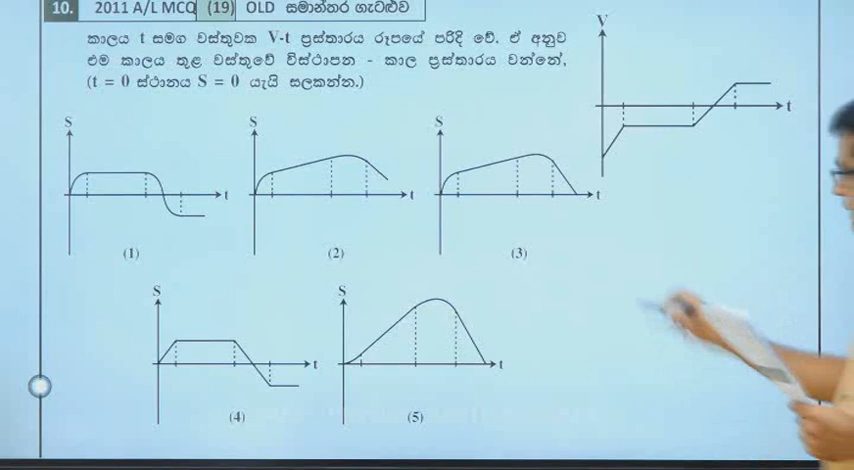 10. 2011 A/L MCQ (19) OLD සමාන්තර ගැටළුව
කාලය t සමග වස්තුවක V-t ප්‍රස්තාරය රූපයේ පරිදි වේ. ඒ අනුව
එම කාලය තුළ වස්තුවේ විස්ථාපන - කාල ප්‍රස්තාරය වන්නේ,
(t = 0 ස්ථානය S = 0 යැයි සලකන්න.)
V
t
S
t
(1)
S
t
(2)
S
t
(3)
S
t
(4)
S
t
(5)